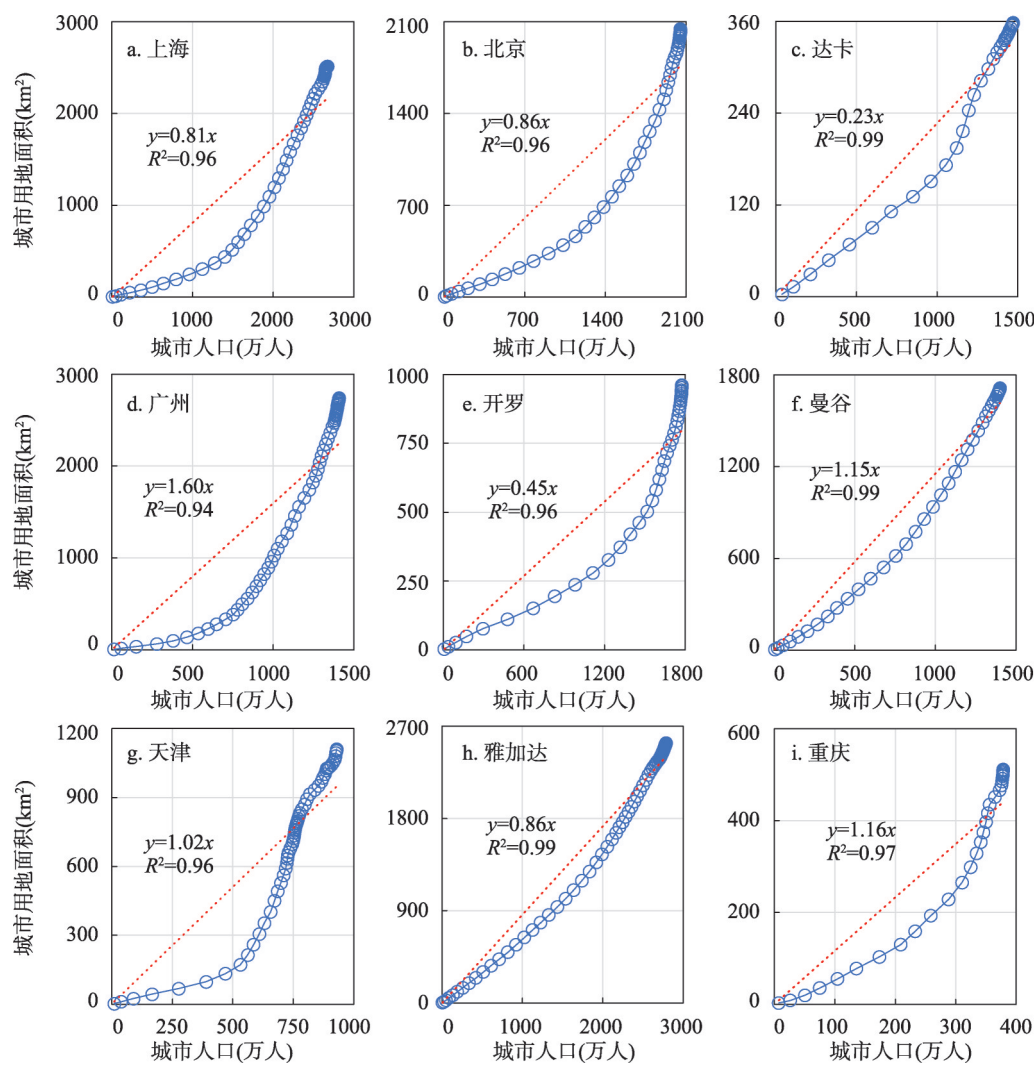 a. 上海
y=0.81x
R²=0.96
城市用地面积(km²)
3000
2000
1000
0
0 1000 2000 3000
城市人口(万人)
b. 北京
y=0.86x
R²=0.96
2100
1400
700
0
0 700 1400 2100
城市人口(万人)
c. 达卡
y=0.23x
R²=0.99
360
240
120
0
0 500 1000 1500
城市人口(万人)
d. 广州
y=1.60x
R²=0.94
城市用地面积(km²)
3000
2000
1000
0
0 500 1000 1500
城市人口(万人)
e. 开罗
y=0.45x
R²=0.96
1000
750
500
250
0
0 600 1200 1800
城市人口(万人)
f. 曼谷
y=1.15x
R²=0.99
1800
1200
600
0
0 500 1000 1500
城市人口(万人)
g. 天津
y=1.02x
R²=0.96
城市用地面积(km²)
1200
900
600
300
0
0 250 500 750 1000
城市人口(万人)
h. 雅加达
y=0.86x
R²=0.99
2700
1800
900
0
0 1000 2000 3000
城市人口(万人)
i. 重庆
y=1.16x
R²=0.97
600
400
200
0
0 100 200 300 400
城市人口(万人)